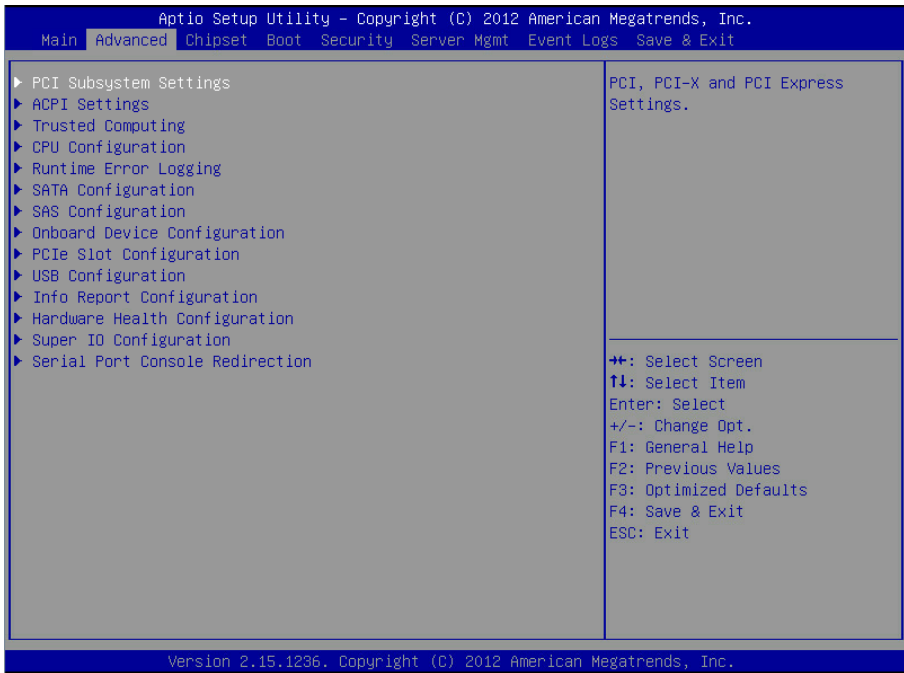 Aptio Setup Utility – Copyright (C) 2012 American Megatrends, Inc.
Main Advanced Chipset Boot Security Server Mgmt Event Logs Save & Exit
▶ PCI Subsystem Settings
▶ ACPI Settings
▶ Trusted Computing
▶ CPU Configuration
▶ Runtime Error Logging
▶ SATA Configuration
▶ SAS Configuration
▶ Onboard Device Configuration
▶ PCIe Slot Configuration
▶ USB Configuration
▶ Info Report Configuration
▶ Hardware Health Configuration
▶ Super IO Configuration
▶ Serial Port Console Redirection
PCI, PCI-X and PCI Express
Settings.
→←: Select Screen
↑↓: Select Item
Enter: Select
+/-: Change Opt.
F1: General Help
F2: Previous Values
F3: Optimized Defaults
F4: Save & Exit
ESC: Exit
Version 2.15.1236. Copyright (C) 2012 American Megatrends, Inc.